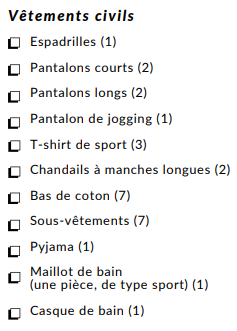 Vêtements civils
Espadrilles (1)
Pantalons courts (2)
Pantalons longs (2)
Pantalon de jogging (1)
T-shirt de sport (3)
Chandails à manches longues (2)
Bas de coton (7)
Sous-vêtements (7)
Pyjama (1)
Maillot de bain
(une pièce, de type sport) (1)
Casque de bain (1)